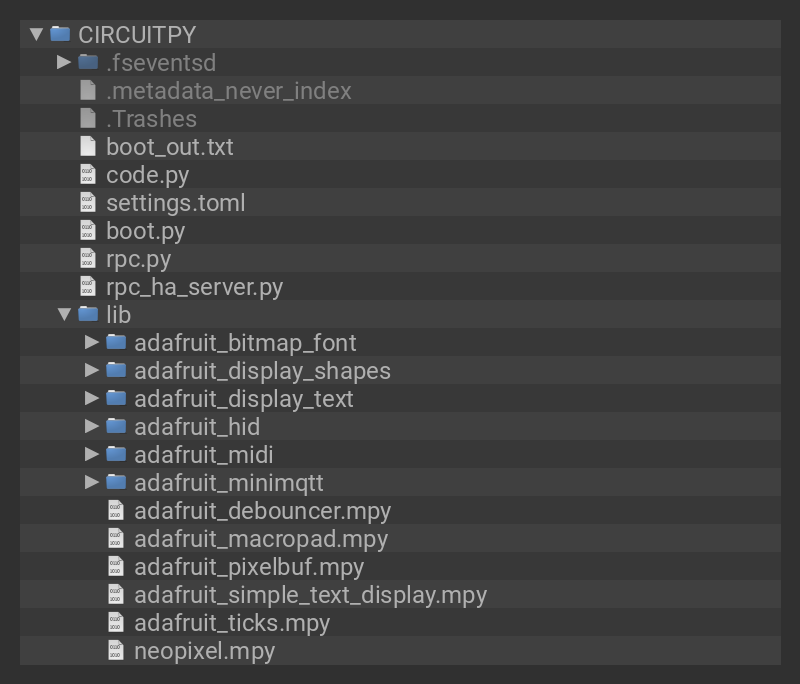 CIRCUITPY
.fseventsd
.metadata_never_index
.Trashes
boot_out.txt
code.py
settings.toml
boot.py
rpc.py
rpc_ha_server.py
lib
adafruit_bitmap_font
adafruit_display_shapes
adafruit_display_text
adafruit_hid
adafruit_midi
adafruit_minimqtt
adafruit_debouncer.mpy
adafruit_macropad.mpy
adafruit_pixelbuf.mpy
adafruit_simple_text_display.mpy
adafruit_ticks.mpy
neopixel.mpy